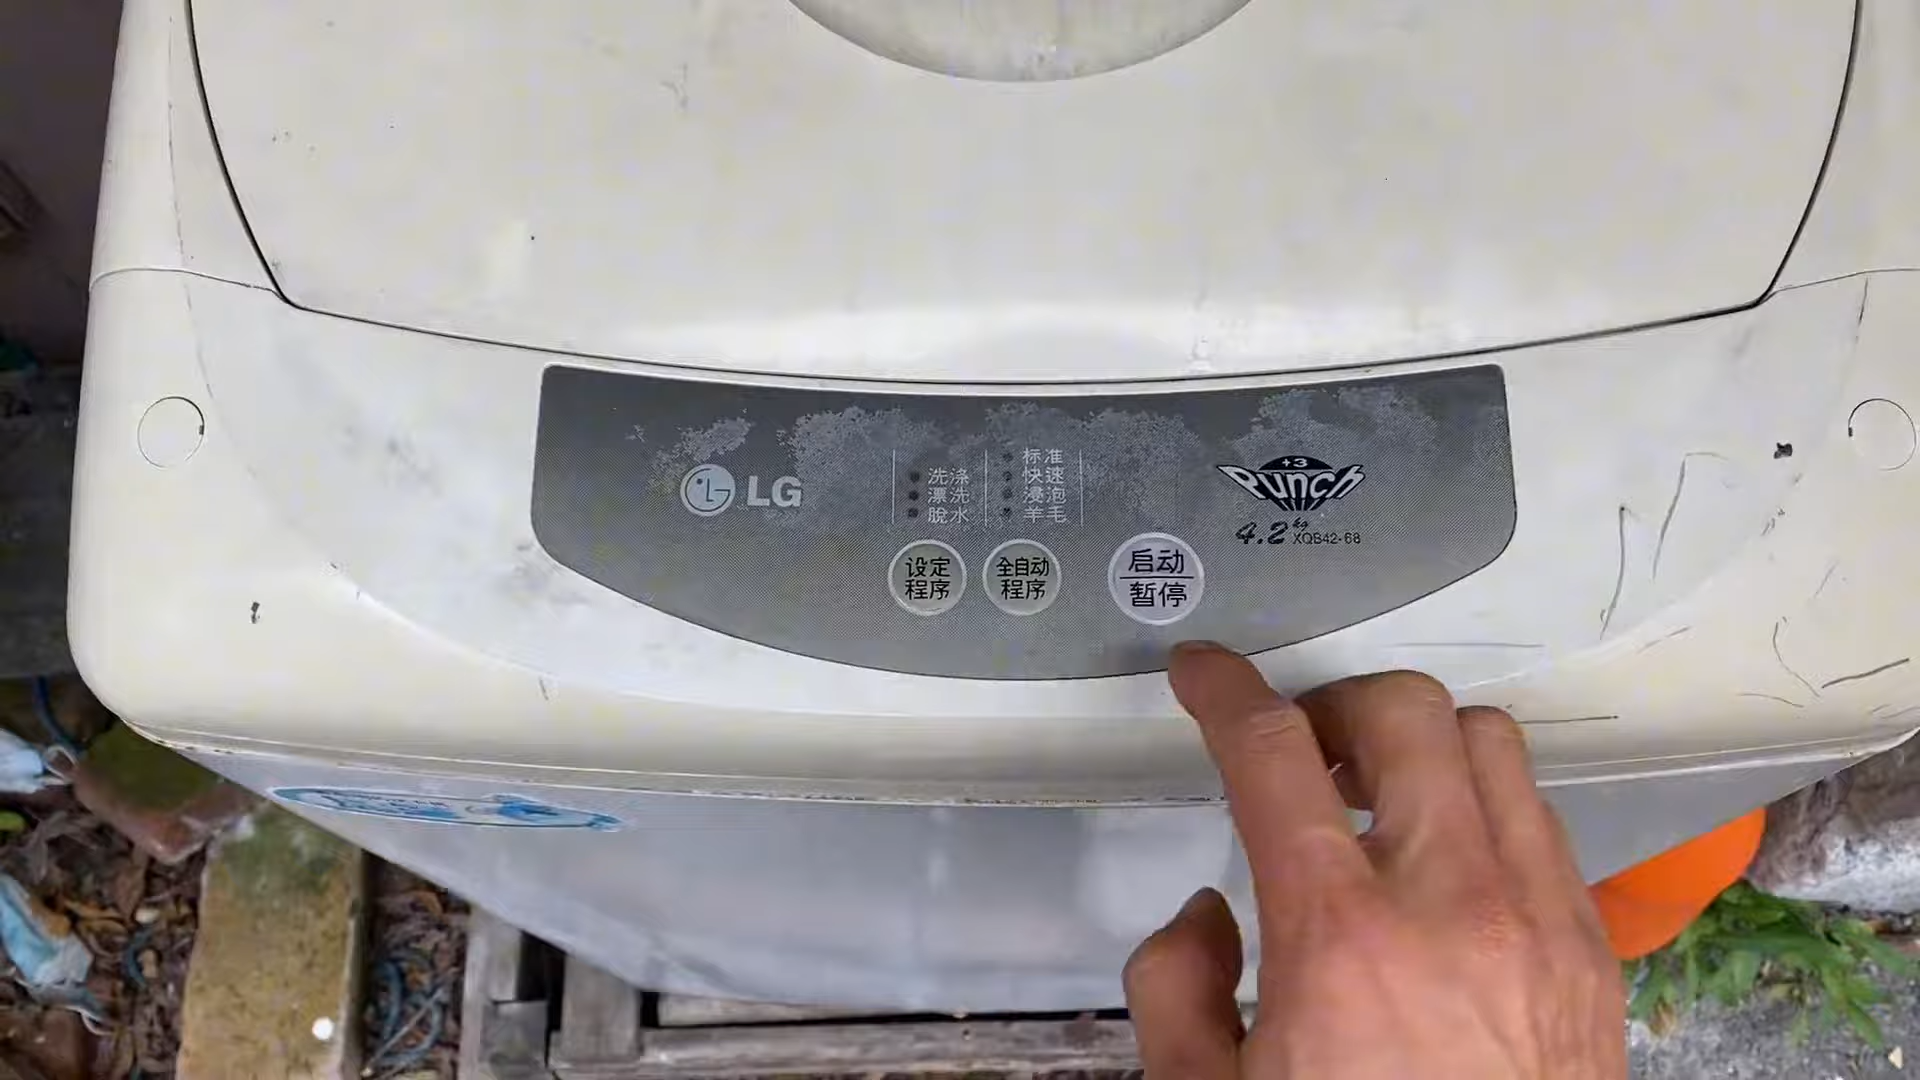 LG
洗涤
漂洗
脫水
标准
快速
浸泡
羊毛
+3
Punch
4.2kg XQB42-68
设定
程序
全自动
程序
启动
暂停